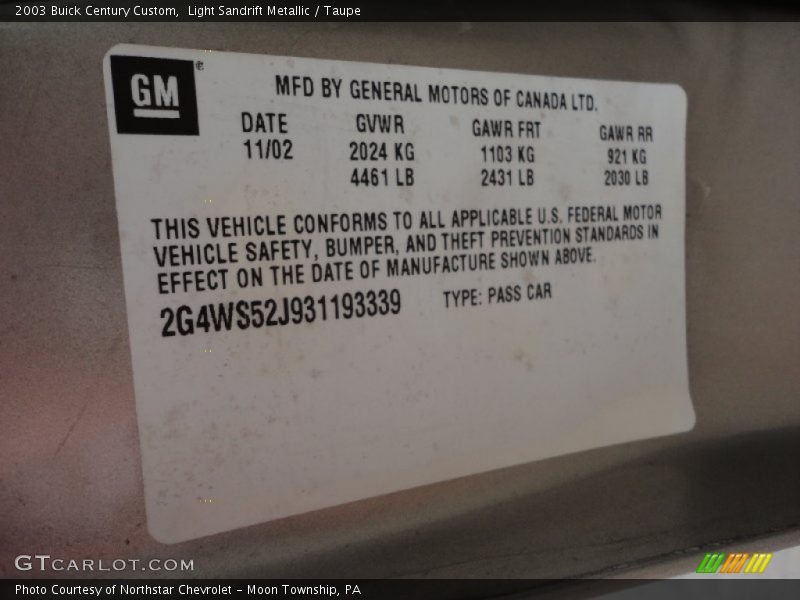 2003 Buick Century Custom,  Light Sandrift Metallic / Taupe
GM ®
MFD BY GENERAL MOTORS OF CANADA LTD.
DATE GVWR GAWR FRT GAWR RR
11/02 2024 KG 1103 KG 921 KG
4461 LB 2431 LB 2030 LB
THIS VEHICLE CONFORMS TO ALL APPLICABLE U.S. FEDERAL MOTOR
VEHICLE SAFETY, BUMPER, AND THEFT PREVENTION STANDARDS IN
EFFECT ON THE DATE OF MANUFACTURE SHOWN ABOVE.
2G4WS52J931193339 TYPE: PASS CAR
GTCARLOT.COM
Photo Courtesy of Northstar Chevrolet – Moon Township, PA